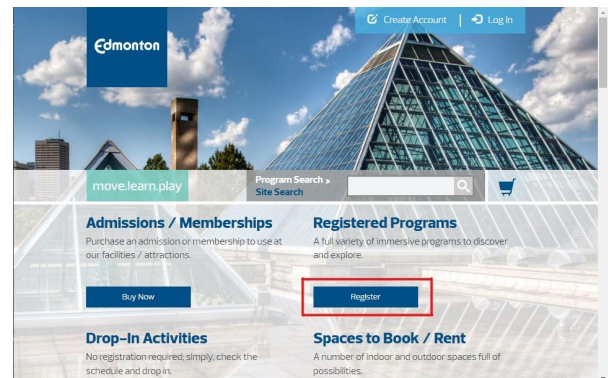 Edmonton
Create Account | Log In
move.learn.play
Program Search >
Site Search
Admissions / Memberships
Purchase an admission or membership to use at
our facilities / attractions.
Buy Now
Registered Programs
A full variety of immersive programs to discover
and explore.
Register
Drop-In Activities
No registration required; simply, check the
schedule and drop in.
Spaces to Book / Rent
A number of indoor and outdoor spaces full of
possibilities.